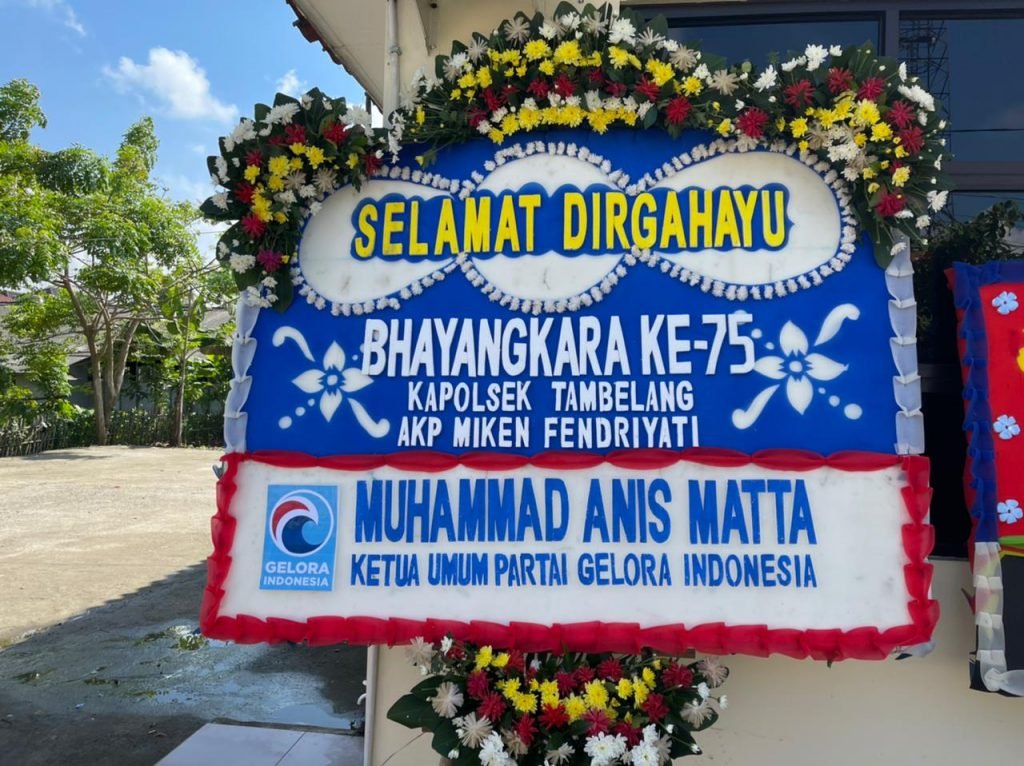 SELAMAT DIRGAHAYU
BHAYANGKARA KE-75
KAPOLSEK TAMBELANG
AKP MIKEN FENDRIYATI
MUHAMMAD ANIS MATTA
KETUA UMUM PARTAI GELORA INDONESIA
GELORA
INDONESIA